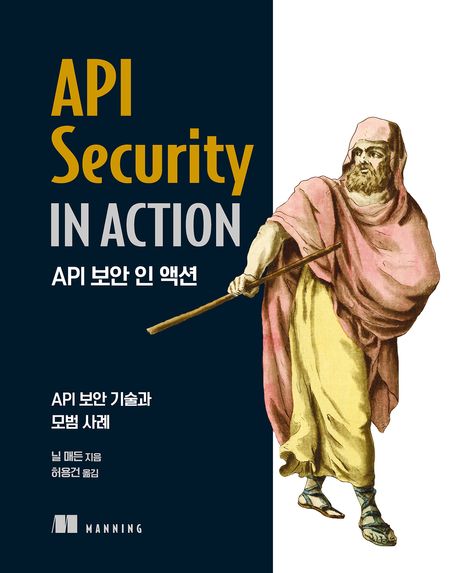 API
Security
IN ACTION
API 보안 인 액션
API 보안 기술과
모범 사례
닐 매든 지음
허용건 옮김
MANNING